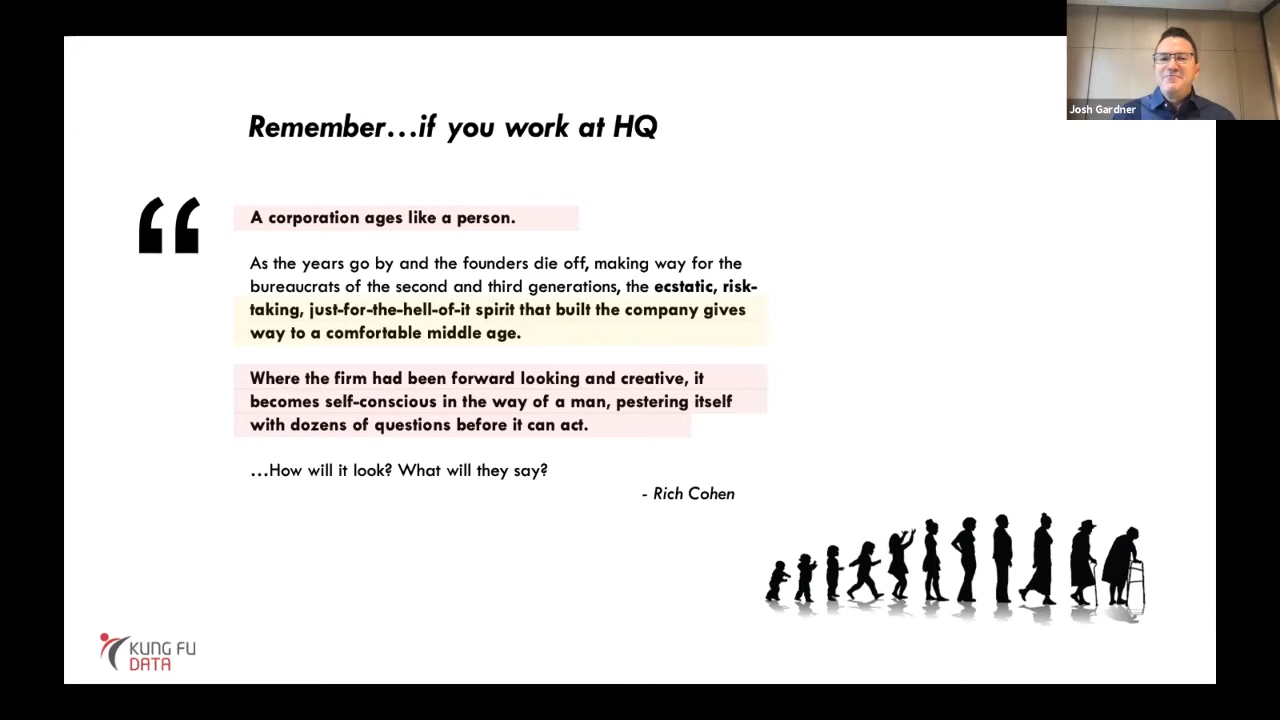 Josh Gardner
Remember...if you work at HQ
“
A corporation ages like a person.
As the years go by and the founders die off, making way for the
bureaucrats of the second and third generations, the ecstatic, risk-
taking, just-for-the-hell-of-it spirit that built the company gives
way to a comfortable middle age.
Where the firm had been forward looking and creative, it
becomes self-conscious in the way of a man, pestering itself
with dozens of questions before it can act.
...How will it look? What will they say?
- Rich Cohen
KUNG FU
DATA